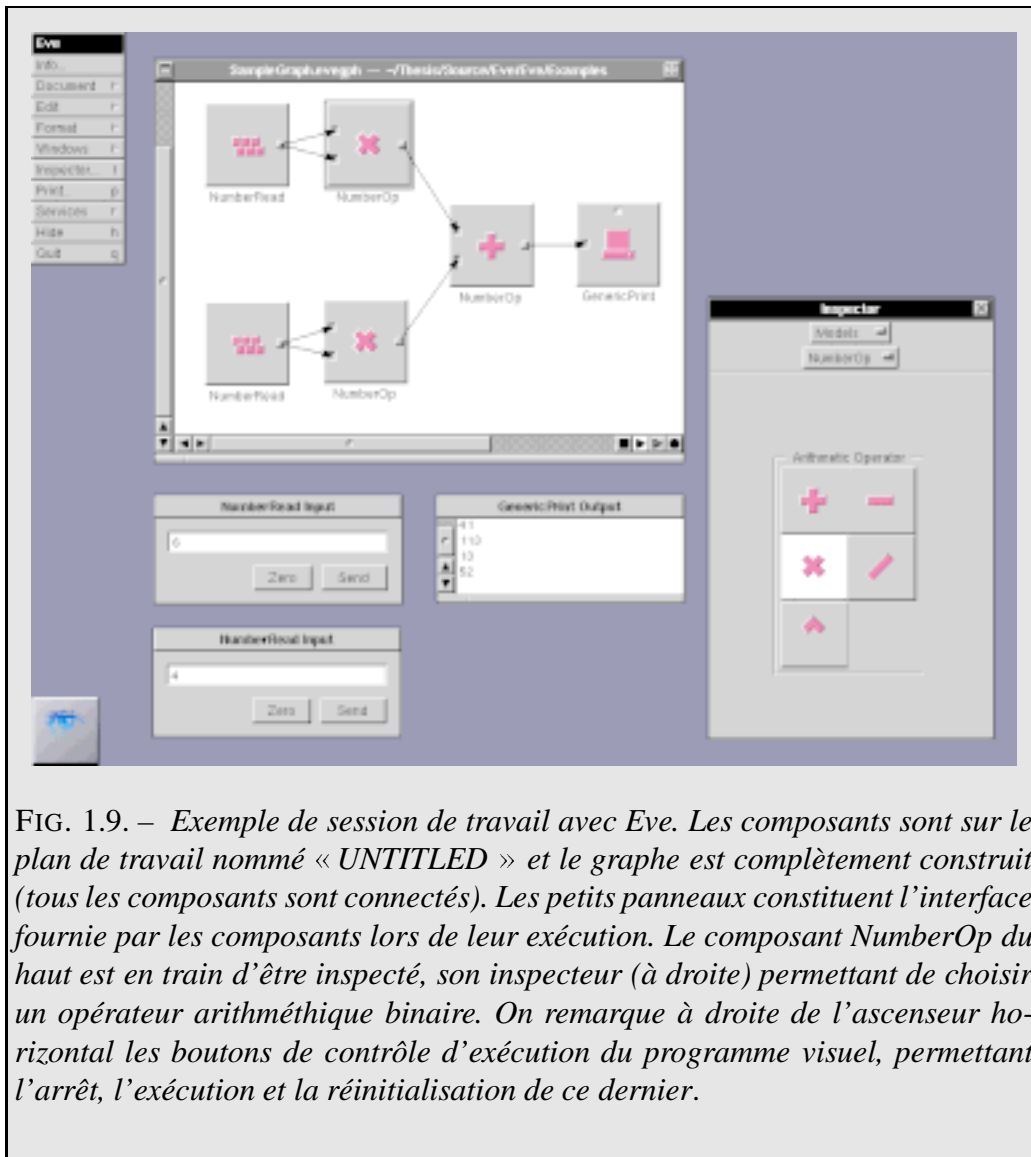 Eve
Info...
Document r
Edit r
Format r
Windows r
Inspector... I
Print... p
Services r
Hide h
Quit q
SampleGraph.evegph — ~/Thesis/Source/Eve/Eve/Examples
NumberRead
NumberOp
NumberOp
GenericPrint
NumberRead
NumberOp
Inspector
Models
NumberOp
Arithmetic Operator
NumberRead Input
6
Zero Send
GenericPrint Output
41
52
NumberRead Input
4
Zero Send
FIG. 1.9. – Exemple de session de travail avec Eve. Les composants sont sur le
plan de travail nommé « UNTITLED » et le graphe est complètement construit
(tous les composants sont connectés). Les petits panneaux constituent l'interface
fournie par les composants lors de leur exécution. Le composant NumberOp du
haut est en train d'être inspecté, son inspecteur (à droite) permettant de choisir
un opérateur arithméthique binaire. On remarque à droite de l'ascenseur ho-
rizontal les boutons de contrôle d'exécution du programme visuel, permettant
l'arrêt, l'exécution et la réinitialisation de ce dernier.